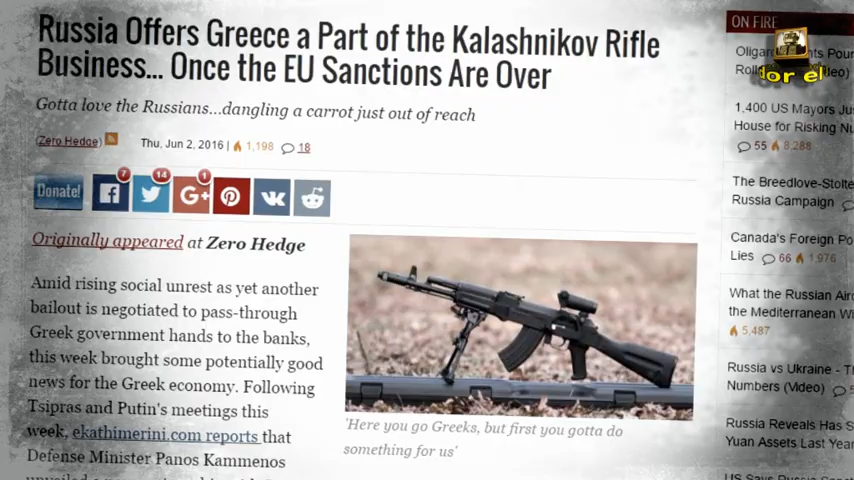 Russia Offers Greece a Part of the Kalashnikov Rifle
Business... Once the EU Sanctions Are Over
Gotta love the Russians...dangling a carrot just out of reach
(Zero Hedge) Thu, Jun 2, 2016 | 1,198 18
Donate! 7 14 G+ 1
Originally appeared at Zero Hedge
Amid rising social unrest as yet another
bailout is negotiated to pass-through
Greek government hands to the banks,
this week brought some potentially good
news for the Greek economy. Following
Tsipras and Putin's meetings this
week, ekathimerini.com reports that
Defense Minister Panos Kammenos
'Here you go Greeks, but first you gotta do
something for us'
ON FIRE
dor el
1,400 US Mayors
House for Risking
55 8,288
The Breedlove-Stolte
Russia Campaign
Canada's Foreign
Lies 66 1,976
What the Russian
the Mediterranean
5,487
Russia vs Ukraine -
Numbers (Video)
Russia Reveals Has
Yuan Assets Last
US Says Russia